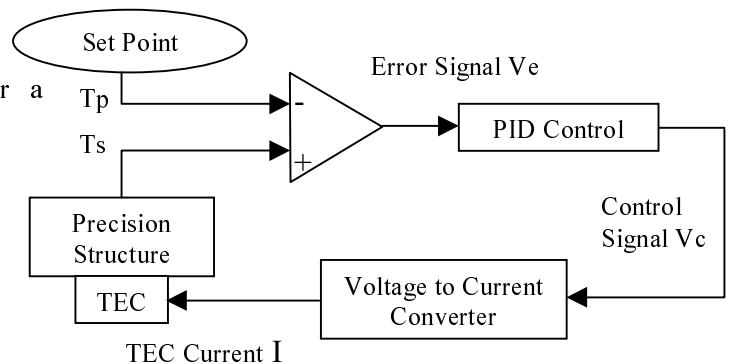 Set Point
Error Signal Ve
r a
Tp
-
PID Control
Ts
+
Precision
Structure
Control
Signal Vc
TEC
Voltage to Current
Converter
TEC Current I